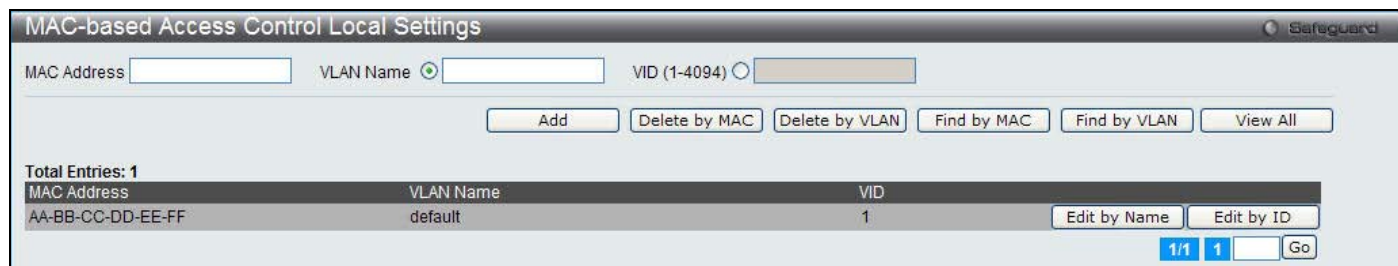 MAC-based Access Control Local Settings Safeguard
MAC Address VLAN Name VID (1-4094)
Add Delete by MAC Delete by VLAN Find by MAC Find by VLAN View All
Total Entries: 1
MAC Address VLAN Name VID
AA-BB-CC-DD-EE-FF default 1 Edit by Name Edit by ID
1/1 1 Go